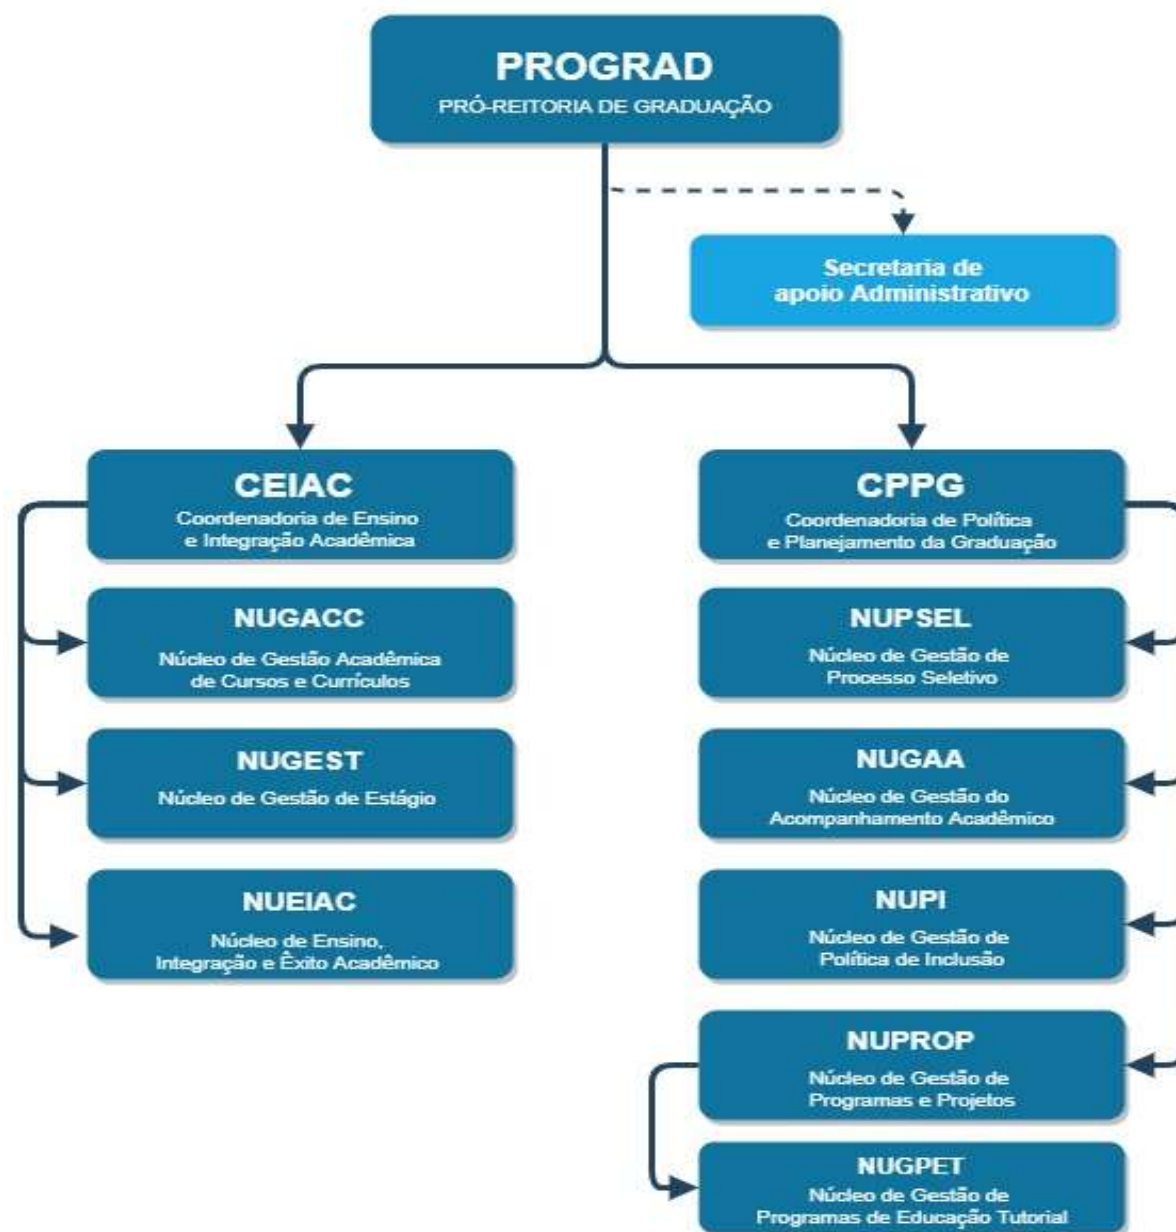 PROGRAD
PRÓ-REITORIA DE GRADUAÇÃO
Secretaria de
apoio Administrativo
CEIAC
Coordenadoria de Ensino
e Integração Acadêmica
NUGACC
Núcleo de Gestão Acadêmica
de Cursos e Currículos
NUGEST
Núcleo de Gestão de Estágio
NUEIAC
Núcleo de Ensino,
Integração e Êxito Acadêmico
CPPG
Coordenadoria de Política
e Planejamento da Graduação
NUPSEL
Núcleo de Gestão de
Processo Seletivo
NUGAA
Núcleo de Gestão do
Acompanhamento Acadêmico
NUPI
Núcleo de Gestão de
Política de Inclusão
NUPROP
Núcleo de Gestão de
Programas e Projetos
NUGPET
Núcleo de Gestão de
Programas de Educação Tutorial